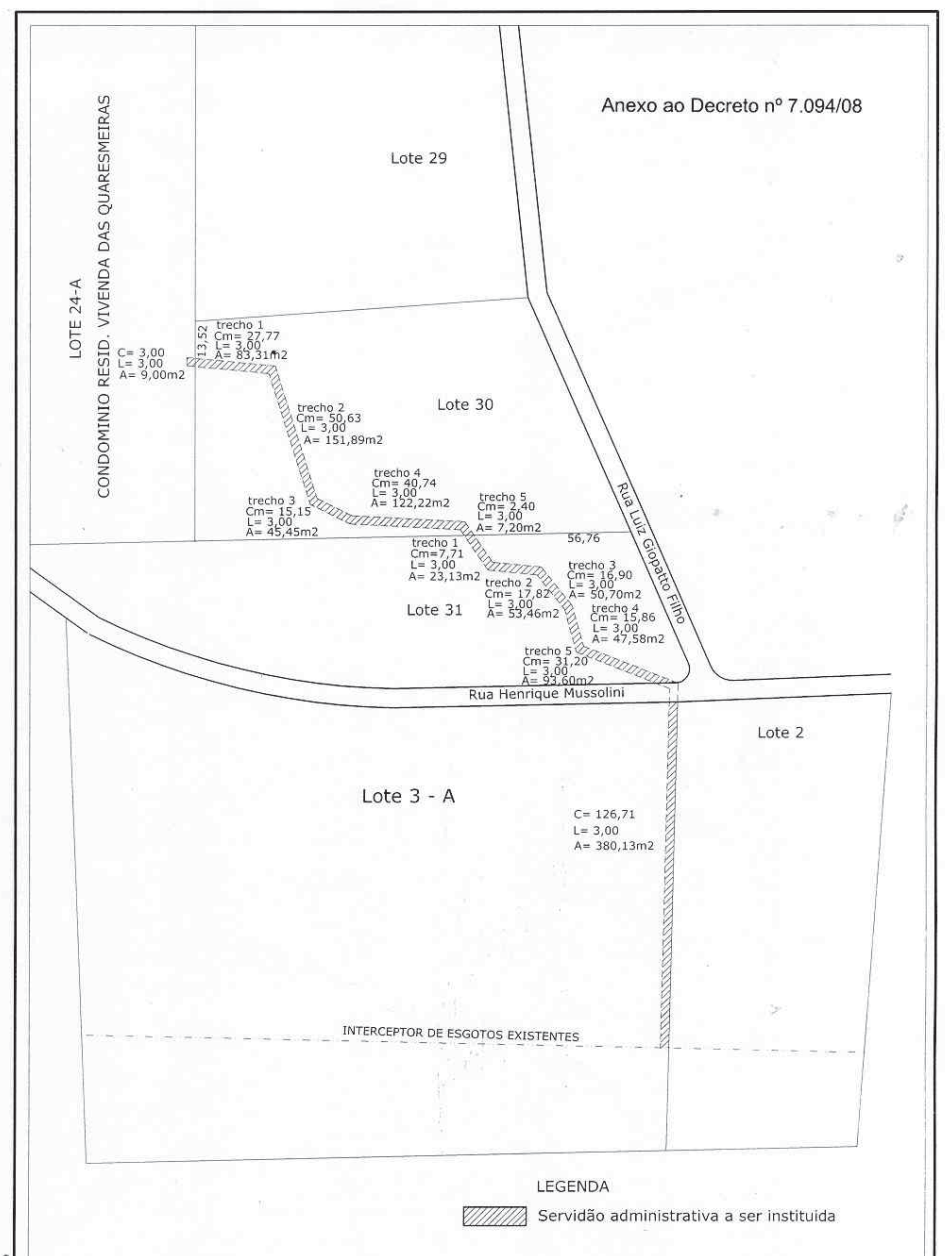 Anexo ao Decreto nº 7.094/08
Lote 29
LOTE 24-A
CONDOMINIO RESID. VIVENDA DAS QUARESMEIRAS
13,52
trecho 1
Cm= 27,77
L= 3,00
A= 83,31m2
C= 3,00
L= 3,00
A= 9,00m2
trecho 2
Cm= 50,63
L= 3,00
A= 151,89m2
Lote 30
trecho 3
Cm= 15,15
L= 3,00
A= 45,45m2
trecho 4
Cm= 40,74
L= 3,00
A= 122,22m2
trecho 5
Cm= 2,40
L= 3,00
A= 7,20m2
56,76
Rua Luiz Giopatto Filho
trecho 1
Cm=7,71
L= 3,00
A= 23,13m2
trecho 2
Cm= 17,82
L= 3,00
A= 53,46m2
trecho 3
Cm= 16,90
L= 3,00
A= 50,70m2
Lote 31
trecho 4
Cm= 15,86
L= 3,00
A= 47,58m2
trecho 5
Cm= 31,20
L= 3,00
A= 93,60m2
Rua Henrique Mussolini
Lote 2
Lote 3 - A
C= 126,71
L= 3,00
A= 380,13m2
INTERCEPTOR DE ESGOTOS EXISTENTES
LEGENDA
Servidão administrativa a ser instituida